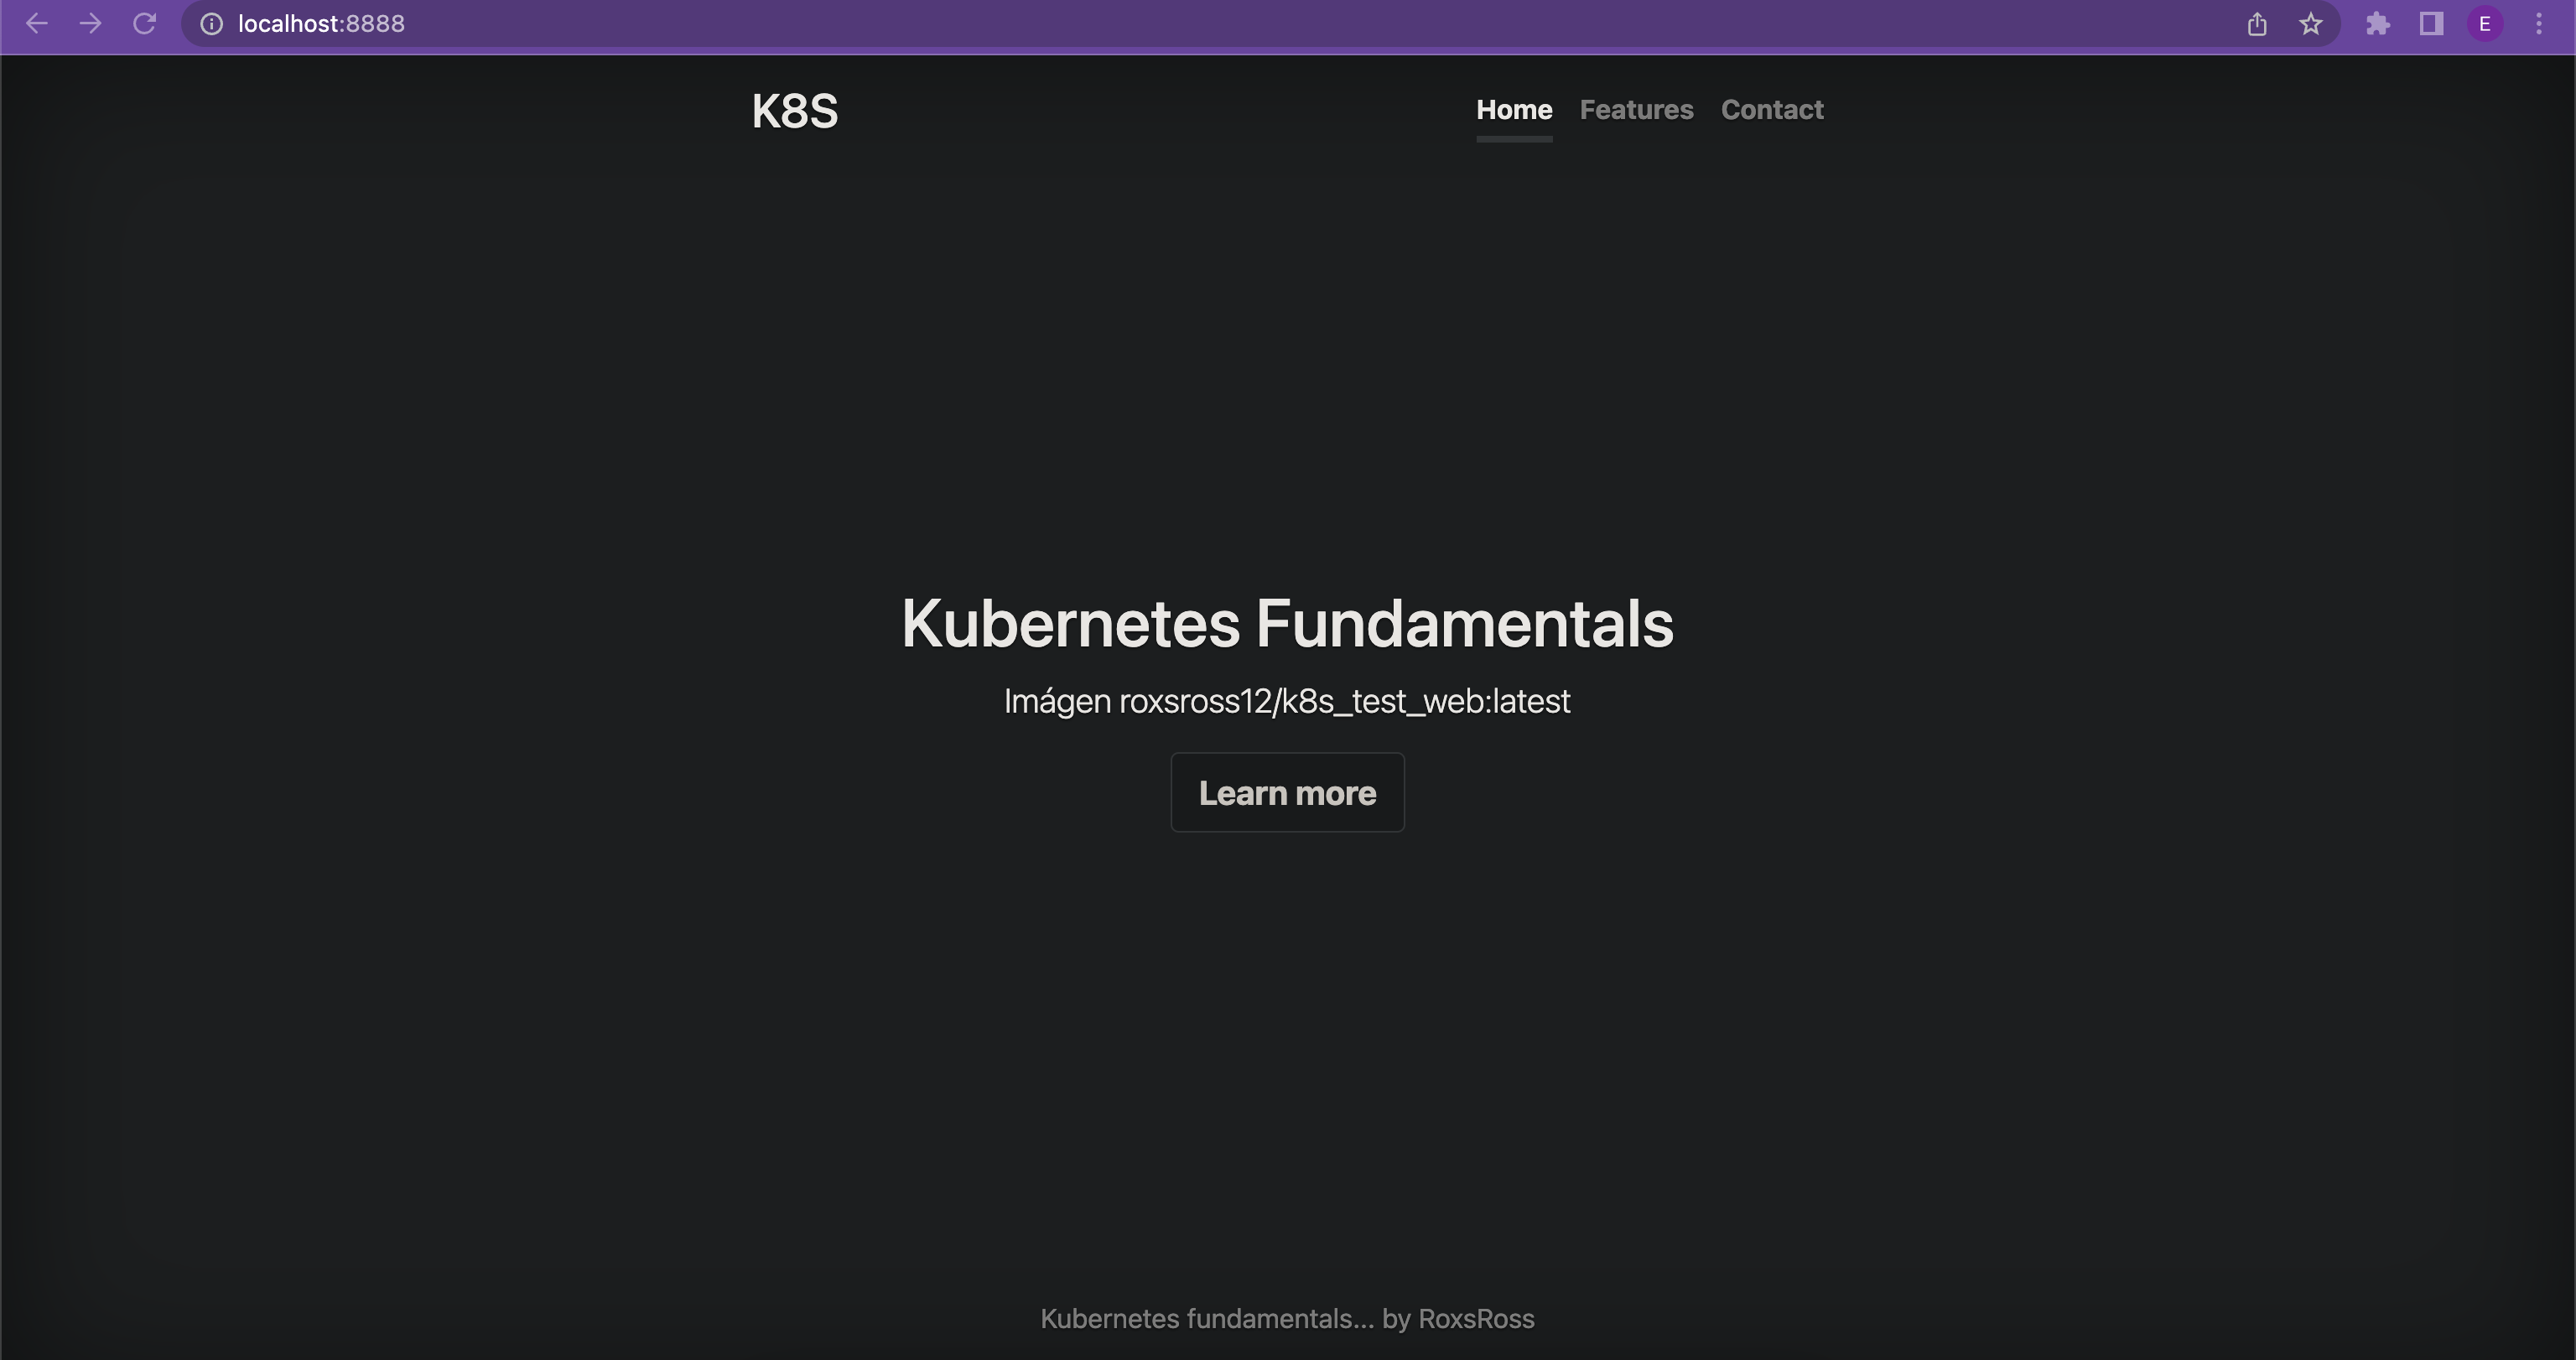 localhost:8888
E
K8S
Home Features Contact
Kubernetes Fundamentals
Imágen roxsross12/k8s_test_web:latest
Learn more
Kubernetes fundamentals... by RoxsRoss